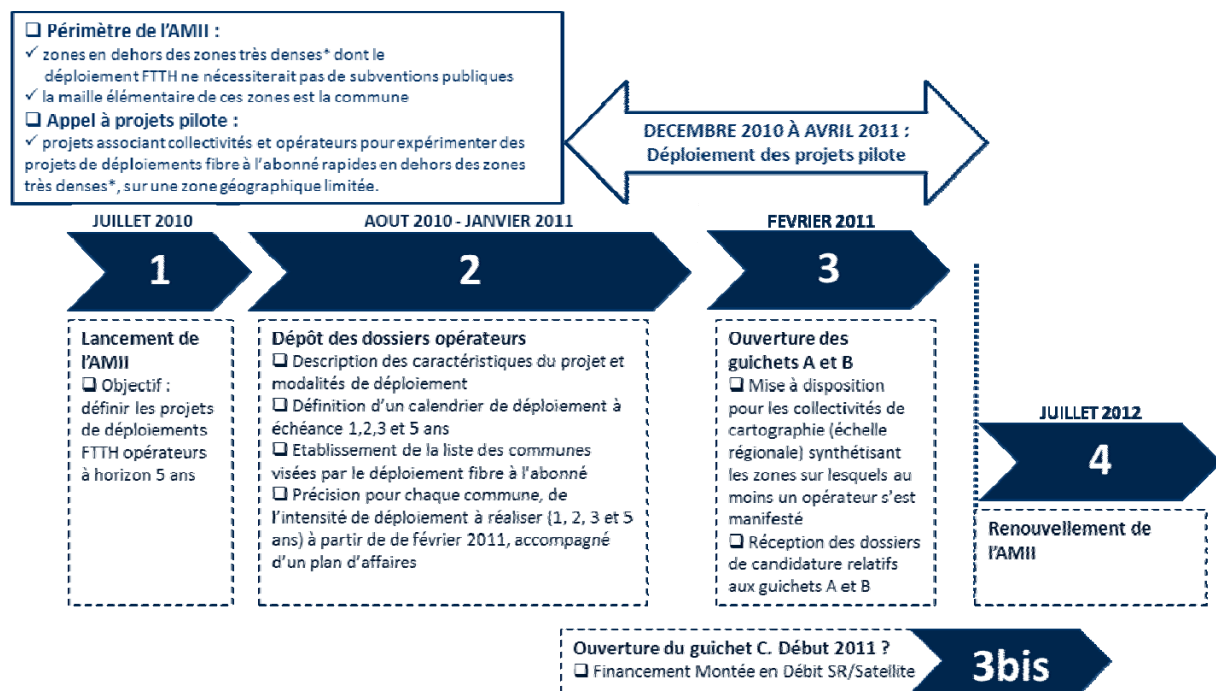 ❑ Périmètre de l'AMII :
✓ zones en dehors des zones très denses* dont le
déploiement FTTH ne nécessiterait pas de subventions publiques
✓ la maille élémentaire de ces zones est la commune
❑ Appel à projets pilote :
✓ projets associant collectivités et opérateurs pour expérimenter des
projets de déploiements fibre à l'abonné rapides en dehors des zones
très denses*, sur une zone géographique limitée.
DECEMBRE 2010 À AVRIL 2011 :
Déploiement des projets pilote
JUILLET 2010
1
Lancement de
l'AMII
❑ Objectif :
définir les projets
de déploiements
FTTH opérateurs
à horizon 5 ans
AOUT 2010 - JANVIER 2011
2
Dépôt des dossiers opérateurs
❑ Description des caractéristiques du projet et
modalités de déploiement
❑ Définition d'un calendrier de déploiement à
échéance 1,2,3 et 5 ans
❑ Etablissement de la liste des communes
visées par le déploiement fibre à l'abonné
❑ Précision pour chaque commune, de
l'intensité de déploiement à réaliser (1, 2, 3 et 5
ans) à partir de de février 2011, accompagné
d'un plan d'affaires
FEVRIER 2011
3
Ouverture des
guichets A et B
❑ Mise à disposition
pour les collectivités de
cartographie (échelle
régionale) synthétisant
les zones sur lesquels au
moins un opérateur s'est
manifesté
❑ Réception des dossiers
de candidature relatifs
aux guichets A et B
JUILLET 2012
4
Renouvellement de
l'AMII
Ouverture du guichet C. Début 2011 ?
❑ Financement Montée en Débit SR/Satellite
3bis